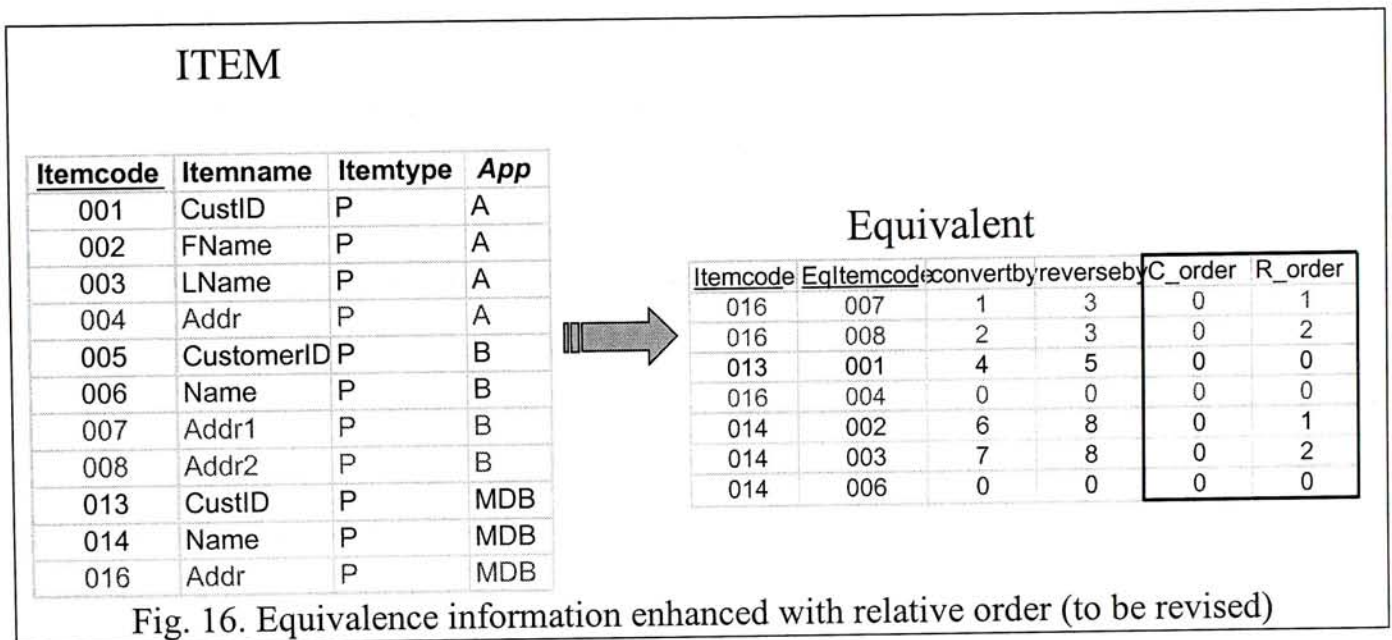 ITEM
Itemcode Itemname Itemtype App
001 CustID P A
002 FName P A
003 LName P A
004 Addr P A
005 CustomerID P B
006 Name P B
007 Addr1 P B
008 Addr2 P B
013 CustID P MDB
014 Name P MDB
016 Addr P MDB
Equivalent
Itemcode EqItemcode convertby reverseby C_order R_order
016 007 1 3 0 1
016 008 2 3 0 2
013 001 4 5 0 0
016 004 0 0 0 0
014 002 6 8 0 1
014 003 7 8 0 2
014 006 0 0 0 0
Fig. 16. Equivalence information enhanced with relative order (to be revised)